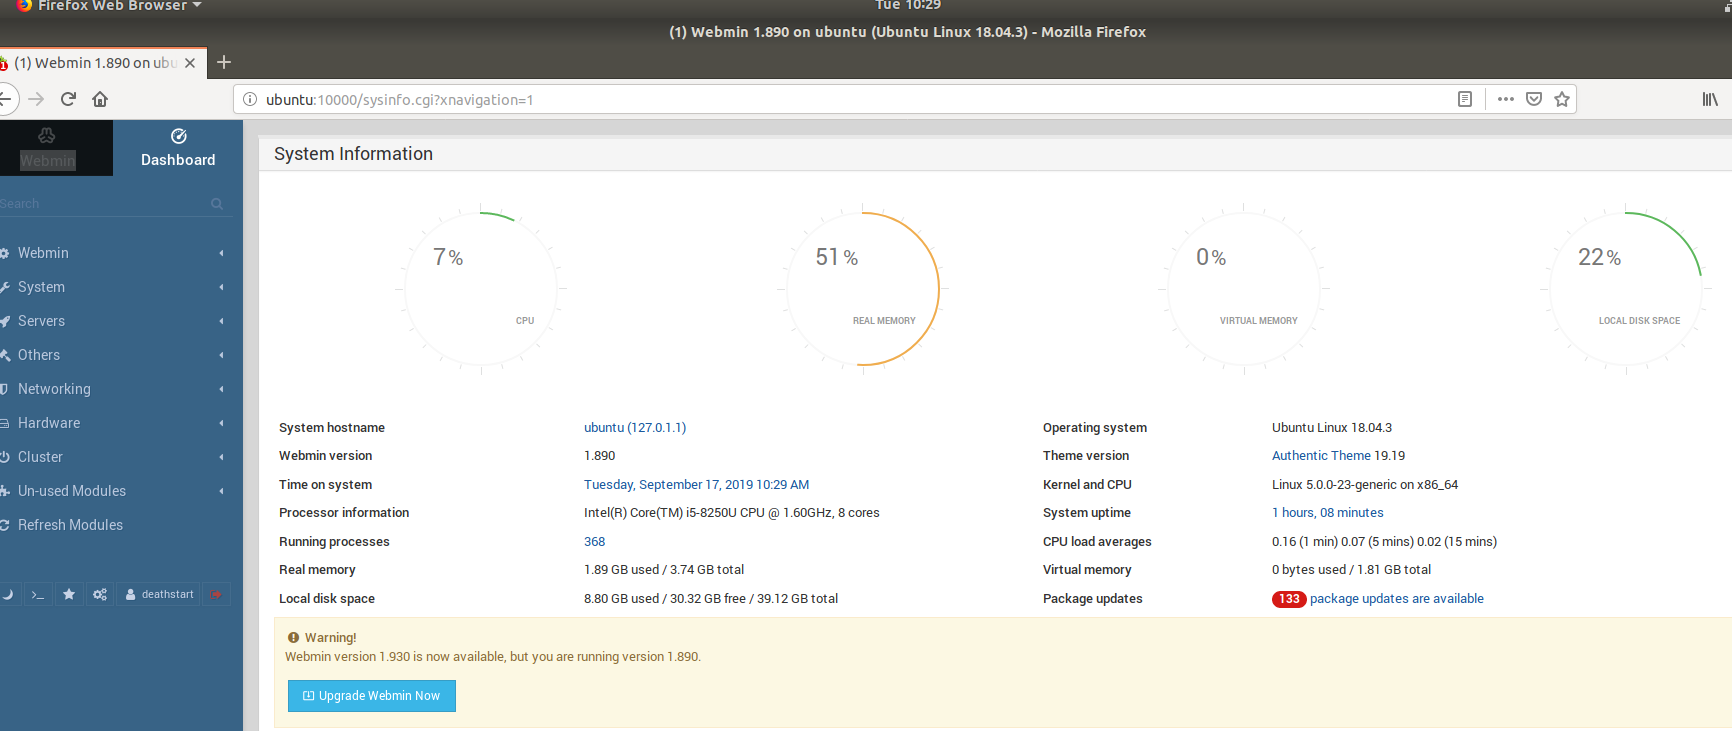 Firefox Web Browser
Tue 10:29
(1) Webmin 1.890 on ubuntu (Ubuntu Linux 18.04.3) - Mozilla Firefox
1 (1) Webmin 1.890 on ubu
ubuntu:10000/sysinfo.cgi?xnavigation=1
Webmin
Dashboard
Search
Webmin
System
Servers
Others
Networking
Hardware
Cluster
Un-used Modules
Refresh Modules
deathstart
System Information
7%
CPU
51%
REAL MEMORY
0%
VIRTUAL MEMORY
22%
LOCAL DISK SPACE
System hostname ubuntu (127.0.1.1) Operating system Ubuntu Linux 18.04.3
Webmin version 1.890 Theme version Authentic Theme 19.19
Time on system Tuesday, September 17, 2019 10:29 AM Kernel and CPU Linux 5.0.0-23-generic on x86_64
Processor information Intel(R) Core(TM) i5-8250U CPU @ 1.60GHz, 8 cores System uptime 1 hours, 08 minutes
Running processes 368 CPU load averages 0.16 (1 min) 0.07 (5 mins) 0.02 (15 mins)
Real memory 1.89 GB used / 3.74 GB total Virtual memory 0 bytes used / 1.81 GB total
Local disk space 8.80 GB used / 30.32 GB free / 39.12 GB total Package updates 133 package updates are available
Warning!
Webmin version 1.930 is now available, but you are running version 1.890.
Upgrade Webmin Now